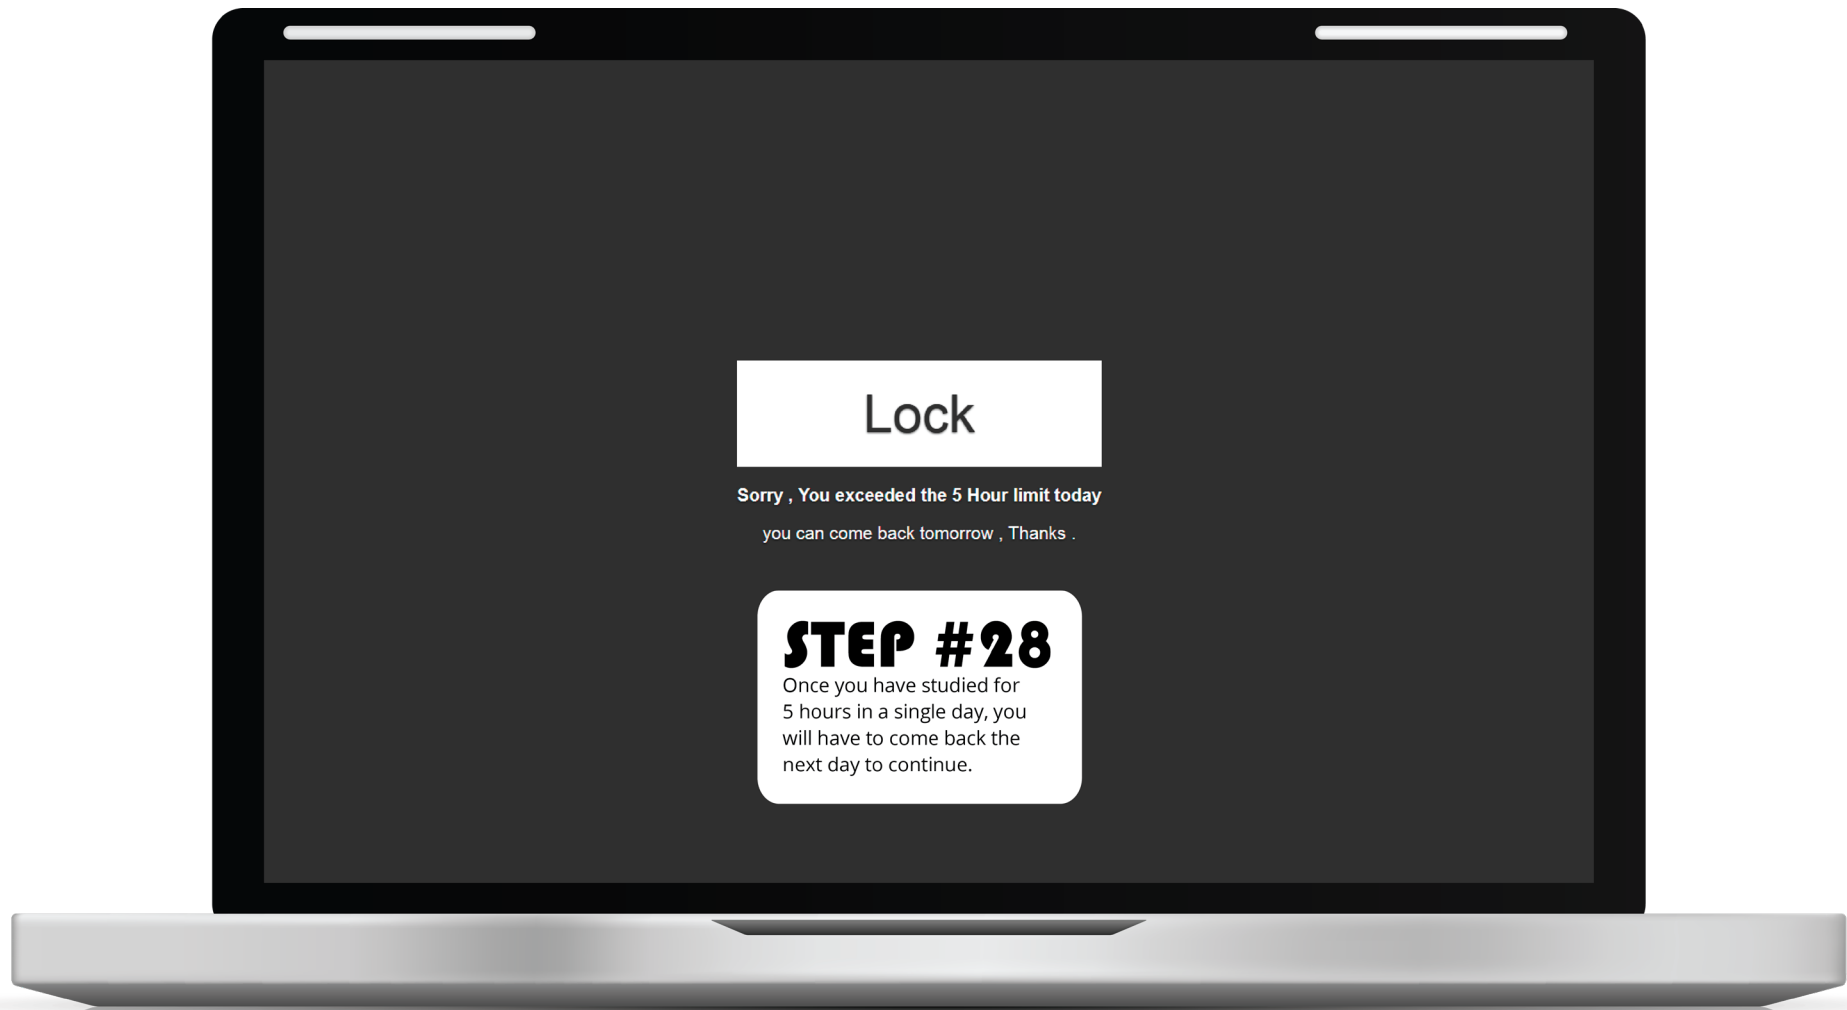 Lock
Sorry , You exceeded the 5 Hour limit today
you can come back tomorrow , Thanks .
STEP #28
Once you have studied for
5 hours in a single day, you
will have to come back the
next day to continue.